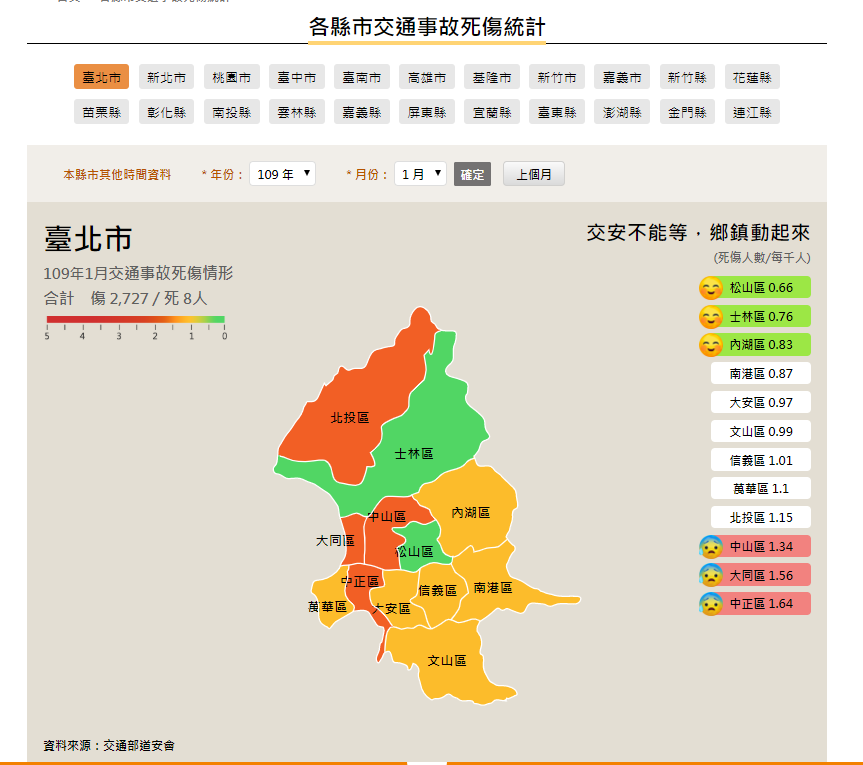 各縣市交通事故死傷統計
臺北市 新北市 桃園市 臺中市 臺南市 高雄市 基隆市 新竹市 嘉義市 新竹縣 花蓮縣
苗栗縣 彰化縣 南投縣 雲林縣 嘉義縣 屏東縣 宜蘭縣 臺東縣 澎湖縣 金門縣 連江縣
本縣市其他時間資料 * 年份： 109 年 * 月份： 1 月 確定 上個月
臺北市
109年1月交通事故死傷情形
合計 傷 2,727 / 死 8人
5 4 3 2 1 0
交安不能等，鄉鎮動起來
(死傷人數/每千人)
松山區 0.66
士林區 0.76
內湖區 0.83
南港區 0.87
大安區 0.97
文山區 0.99
信義區 1.01
萬華區 1.1
北投區 1.15
中山區 1.34
大同區 1.56
中正區 1.64
北投區
士林區
內湖區
中山區
大同區
松山區
中正區
信義區
南港區
萬華區
大安區
文山區
資料來源：交通部道安會